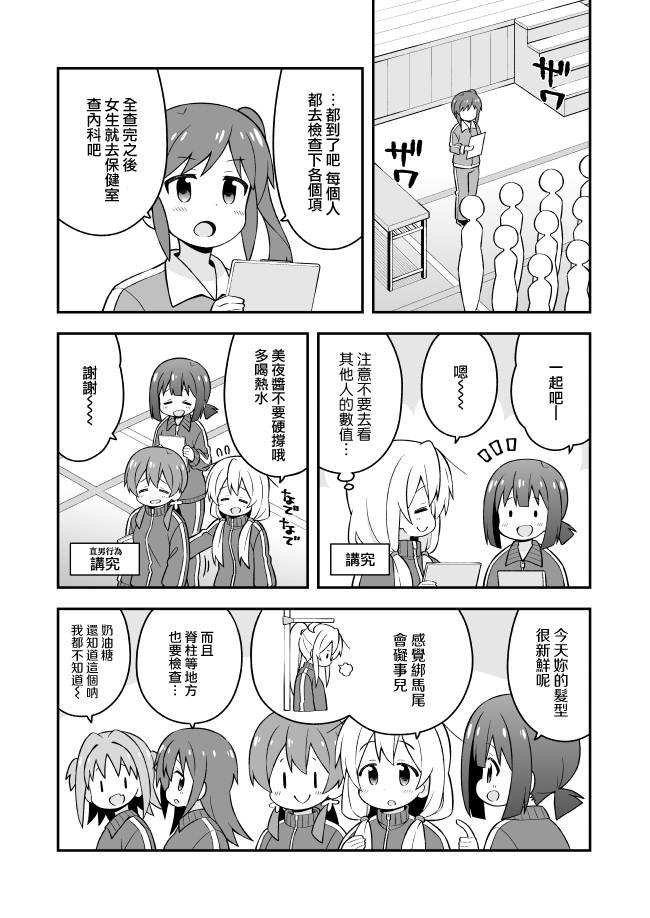 ザワ
ザワ
…都到了吧 每個人
都去檢查下各個項
全查完之後
女生就去保健室
查內科吧
一起吧—
嗯～
注意不要去看
其他人的數值…
講究
美夜醬不要硬撐哦
多喝熱水
謝謝～～
なで
なで
直男行為
講究
今天妳的髮型
很新鮮呢
感覺綁馬尾
會礙事兒
而且
脊柱等地方
也要檢查…
奶油糖
還知道這個吶
我都不知道～